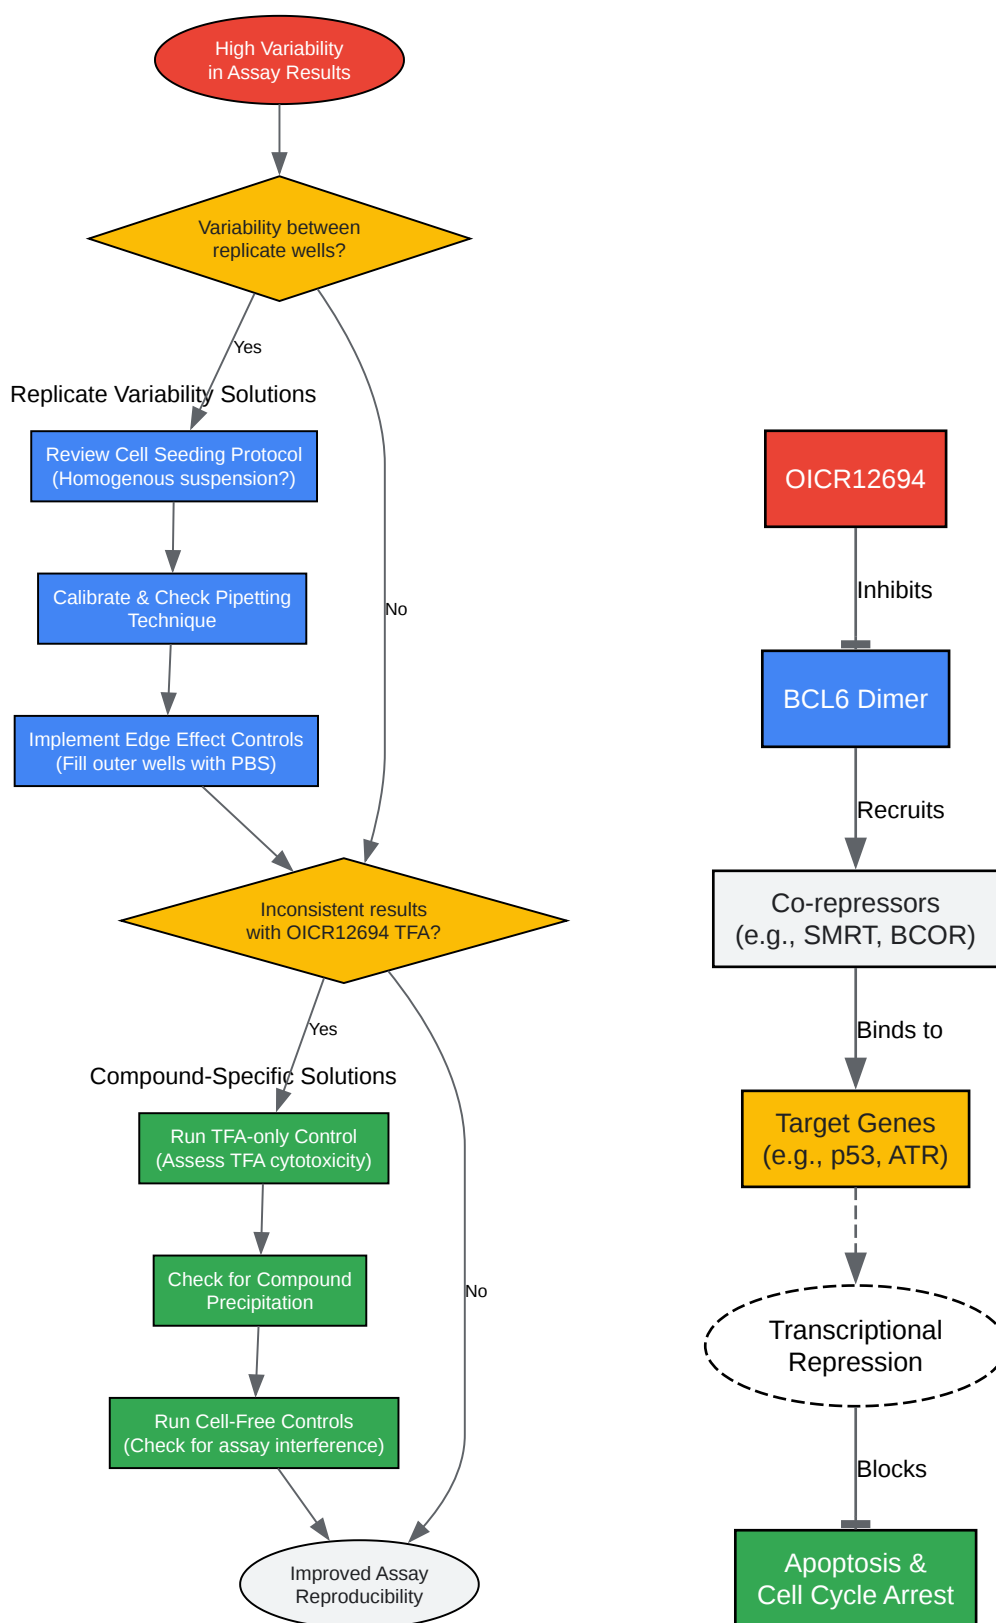 High Variability
in Assay Results
Variability between
replicate wells?
Yes
No
Replicate Variability Solutions
Review Cell Seeding Protocol
(Homogenous suspension?)
Calibrate & Check Pipetting
Technique
Implement Edge Effect Controls
(Fill outer wells with PBS)
Inconsistent results
with OICR12694 TFA?
Yes
No
Compound-Specific Solutions
Run TFA-only Control
(Assess TFA cytotoxicity)
Check for Compound
Precipitation
Run Cell-Free Controls
(Check for assay interference)
Improved Assay
Reproducibility
OICR12694
Inhibits
BCL6 Dimer
Recruits
Co-repressors
(e.g., SMRT, BCOR)
Binds to
Target Genes
(e.g., p53, ATR)
Transcriptional
Repression
Blocks
Apoptosis &
Cell Cycle Arrest